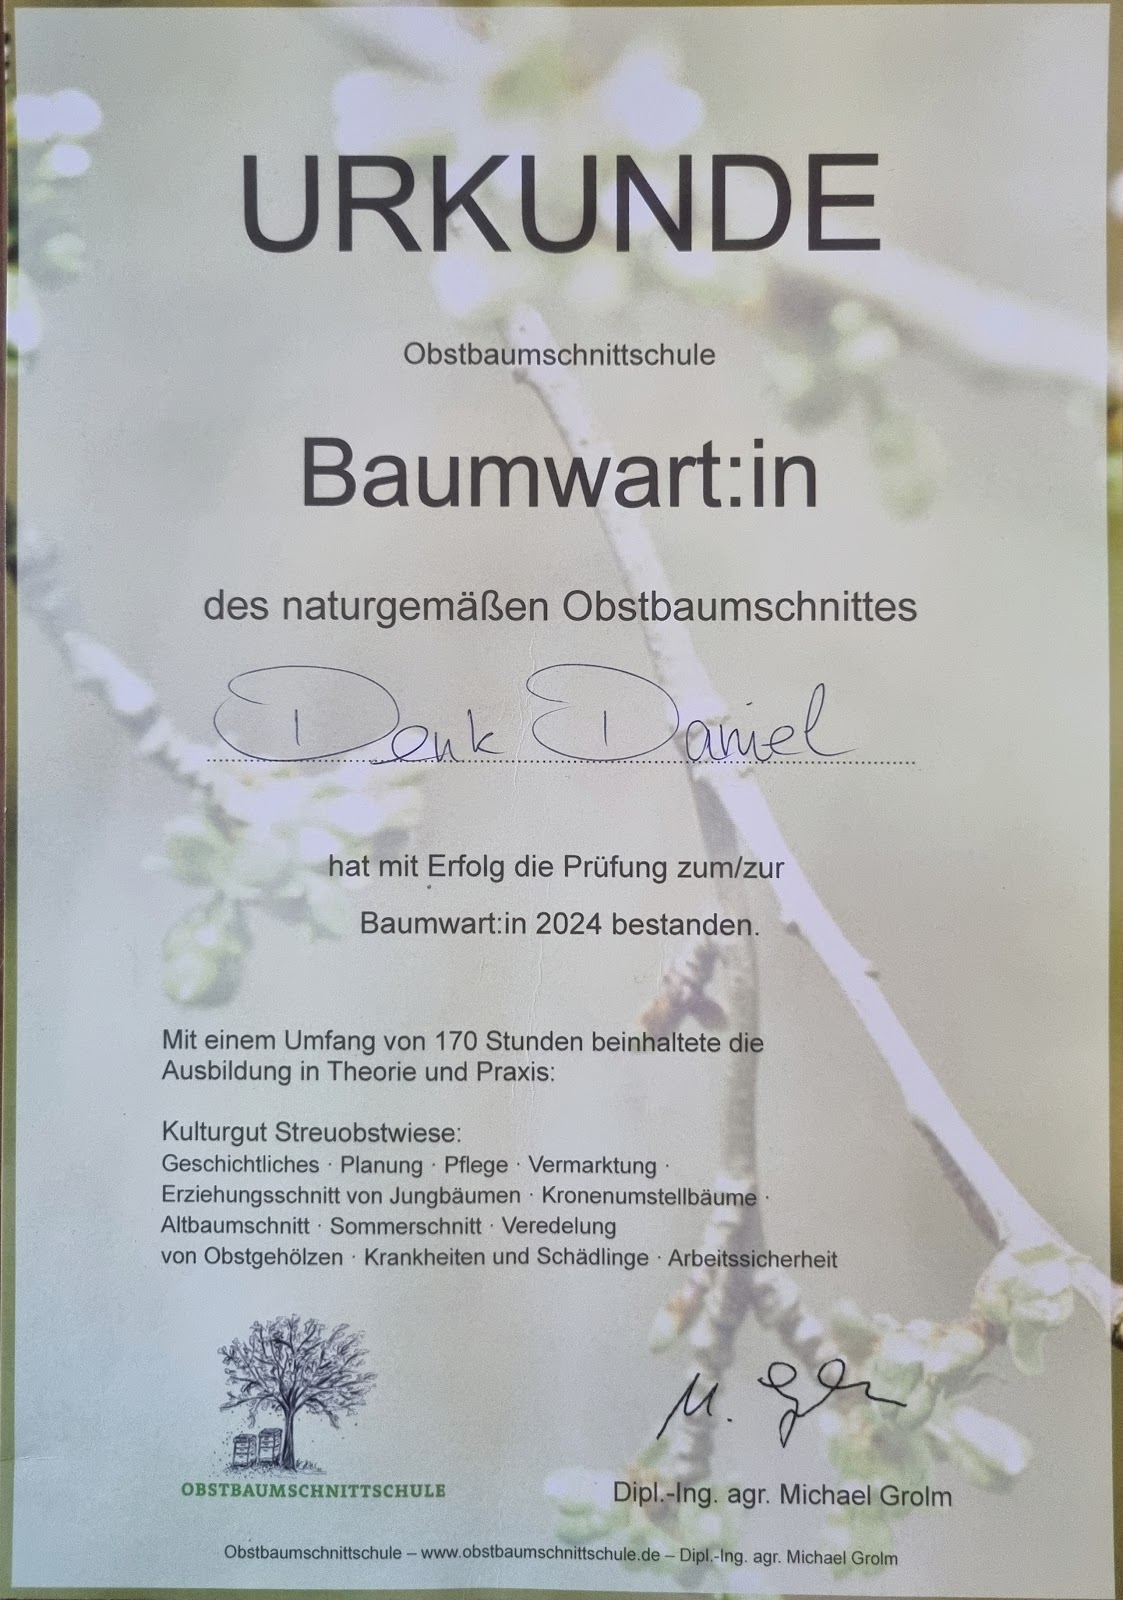 URKUNDE
Obstbaumschnittschule
Baumwart:in
des naturgemäßen Obstbaumschnittes
Denk Daniel
hat mit Erfolg die Prüfung zum/zur
Baumwart:in 2024 bestanden.
Mit einem Umfang von 170 Stunden beinhaltete die
Ausbildung in Theorie und Praxis:
Kulturgut Streuobstwiese:
Geschichtliches · Planung · Pflege · Vermarktung ·
Erziehungsschnitt von Jungbäumen · Kronenumstellbäume ·
Altbaumschnitt · Sommerschnitt · Veredelung
von Obstgehölzen · Krankheiten und Schädlinge · Arbeitssicherheit
OBSTBAUMSCHNITTSCHULE
Dipl.-Ing. agr. Michael Grolm
Obstbaumschnittschule – www.obstbaumschnittschule.de – Dipl.-Ing. agr. Michael Grolm